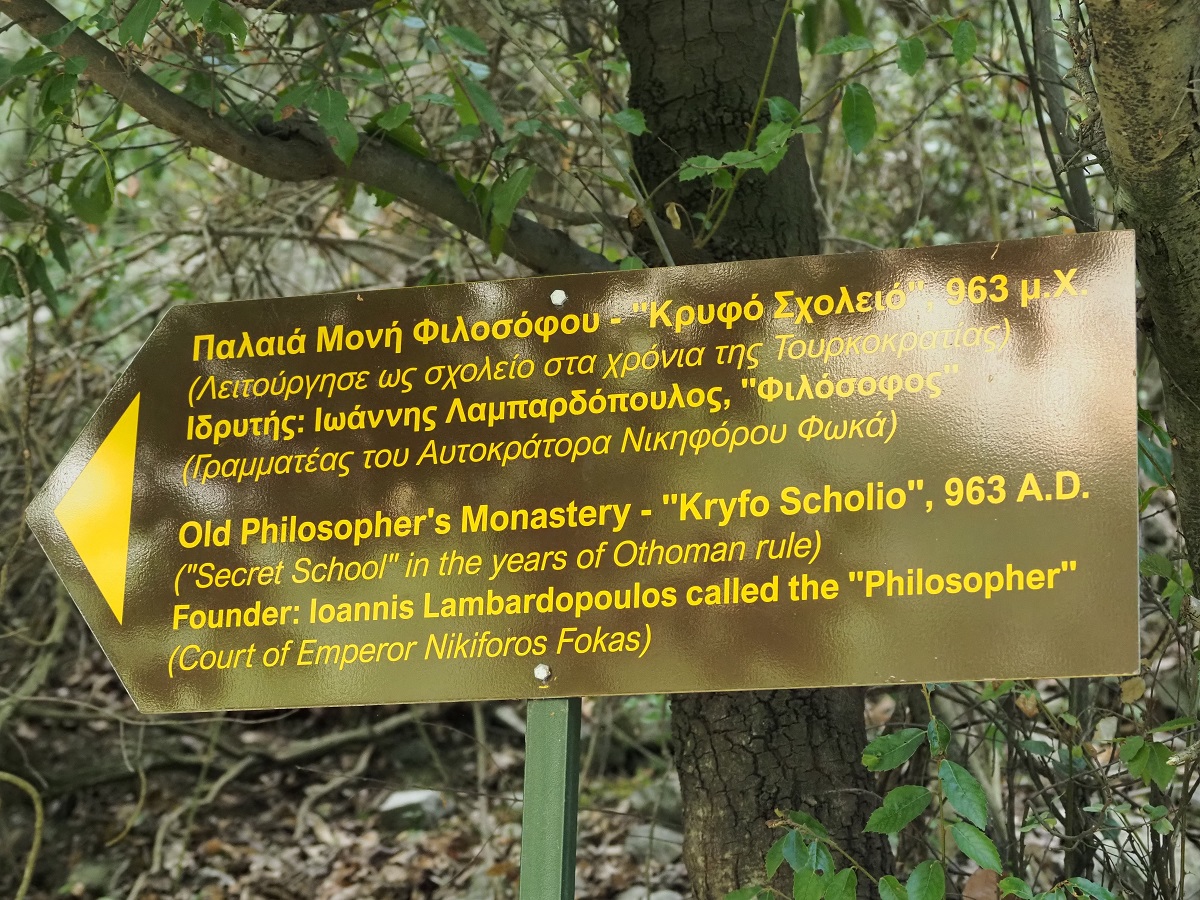 Παλαιά Μονή Φιλοσόφου - "Κρυφό Σχολειό", 963 μ.Χ.
(Λειτούργησε ως σχολείο στα χρόνια της Τουρκοκρατίας)
Ιδρυτής: Ιωάννης Λαμπαρδόπουλος, "Φιλόσοφος"
(Γραμματέας του Αυτοκράτορα Νικηφόρου Φωκά)
Old Philosopher's Monastery - "Kryfo Scholio", 963 A.D.
("Secret School" in the years of Othoman rule)
Founder: Ioannis Lambardopoulos called the "Philosopher"
(Court of Emperor Nikiforos Fokas)